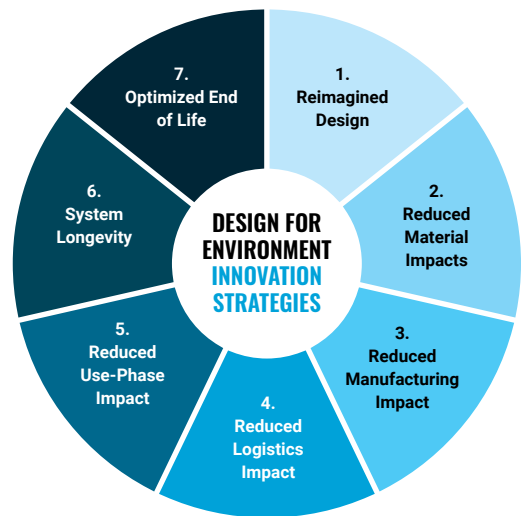 DESIGN FOR
ENVIRONMENT
INNOVATION
STRATEGIES
1.
Reimagined
Design
2.
Reduced
Material
Impacts
3.
Reduced
Manufacturing
Impact
4.
Reduced
Logistics
Impact
5.
Reduced
Use-Phase
Impact
6.
System
Longevity
7.
Optimized End
of Life